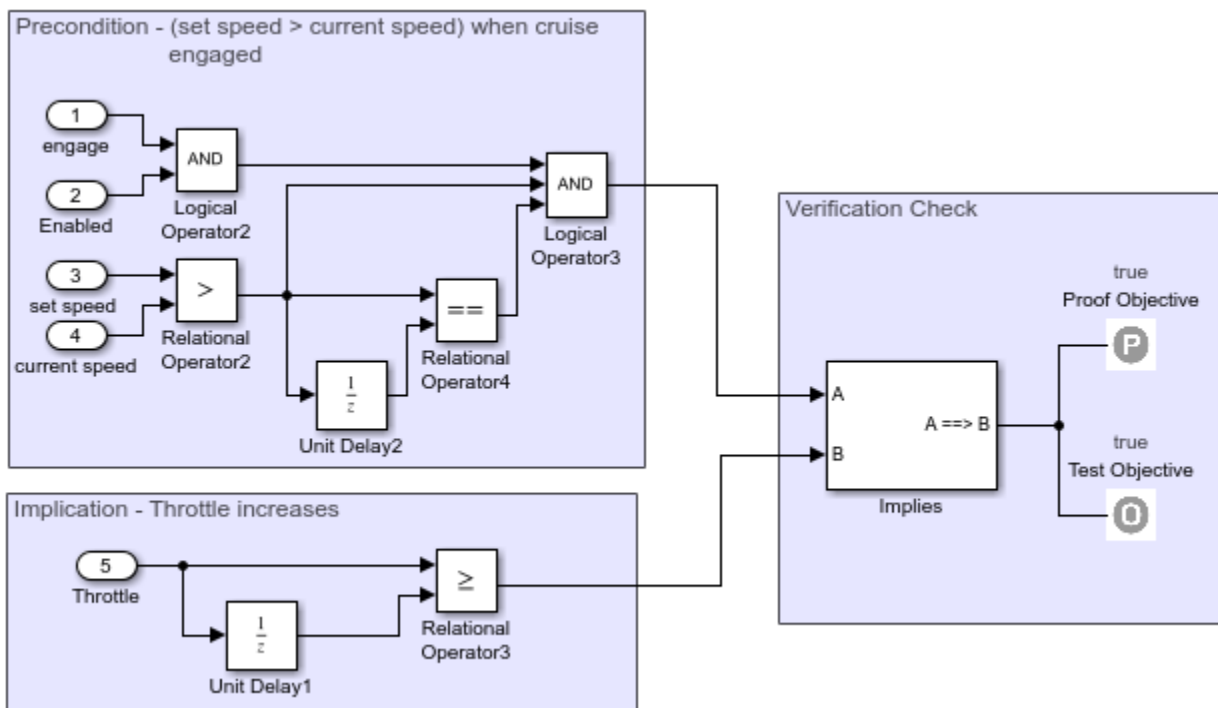 Precondition - (set speed > current speed) when cruise
engaged
1
engage
AND
2
Enabled
Logical
Operator2
AND
Logical
Operator3
3
set speed
>
4
current speed
Relational
Operator2
==
Relational
Operator4
1
z
Unit Delay2
Verification Check
true
Proof Objective
P
A
A ==> B
B
Implies
true
Test Objective
O
Implication - Throttle increases
5
Throttle
≥
Relational
Operator3
1
z
Unit Delay1